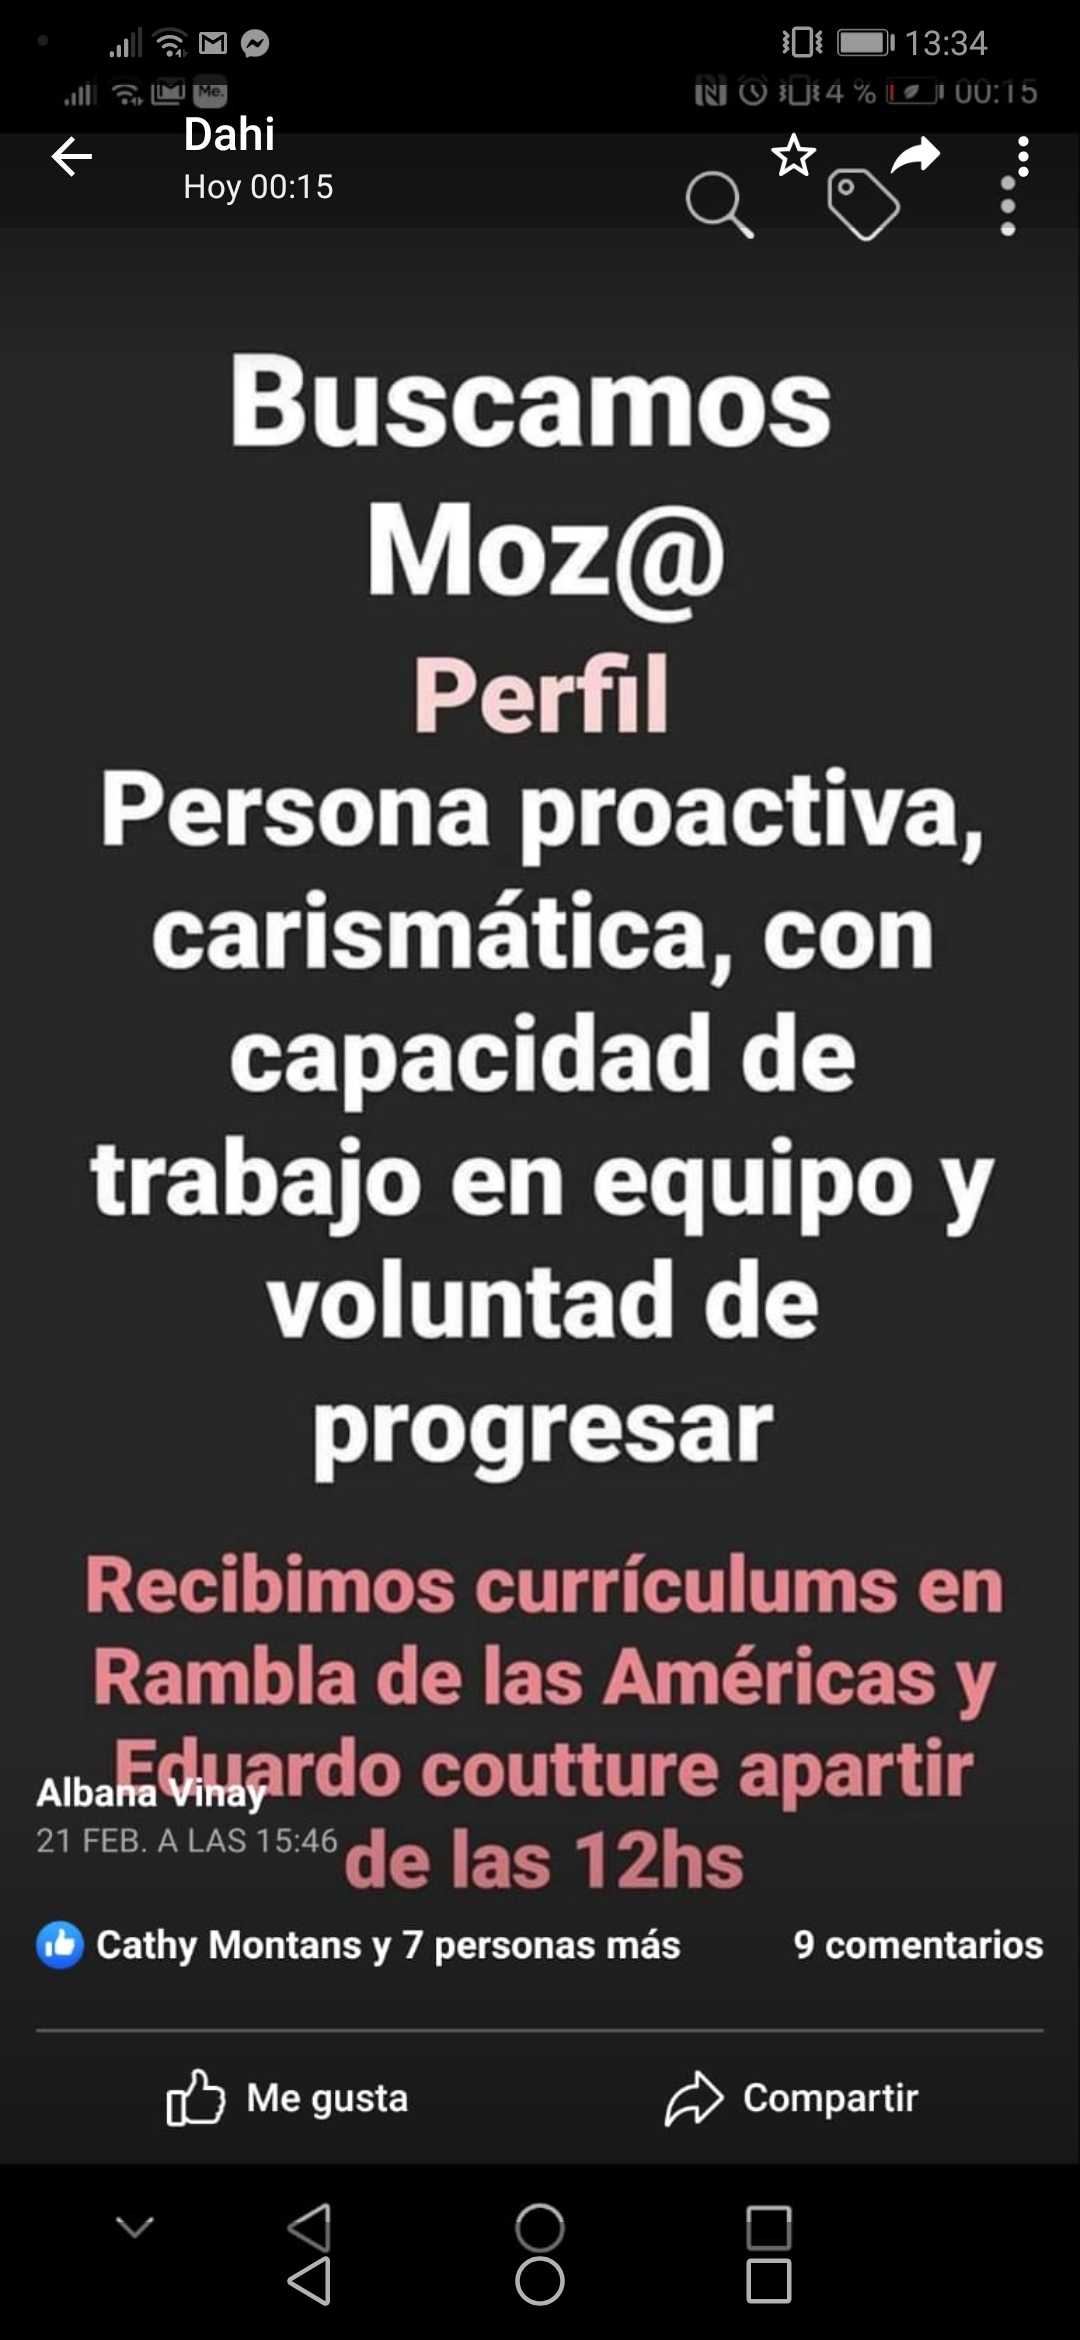 13:34
Me.
4 % 00:15
Dahi
Hoy 00:15
Buscamos
Moz@
Perfil
Persona proactiva,
carismática, con
capacidad de
trabajo en equipo y
voluntad de
progresar
Recibimos currículums en
Rambla de las Américas y
Eduardo coutture apartir
de las 12hs
Albana Vinay
21 FEB. A LAS 15:46
Cathy Montans y 7 personas más 9 comentarios
Me gusta Compartir